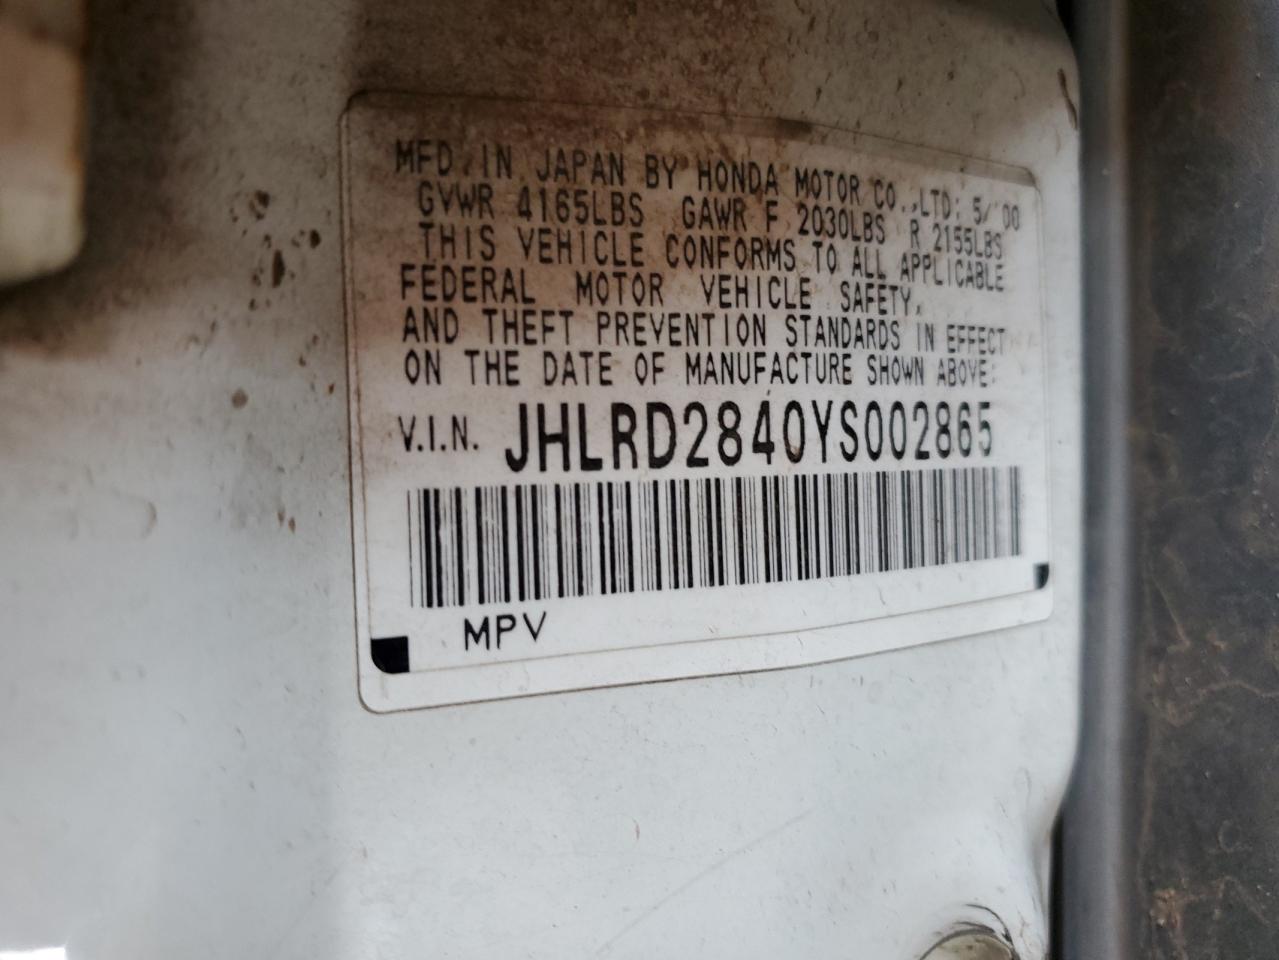 MFD. IN JAPAN BY HONDA MOTOR CO., LTD: 5/ 00
GVWR 4165LBS GAWR F 2030LBS R 2155LBS
THIS VEHICLE CONFORMS TO ALL APPLICABLE
FEDERAL MOTOR VEHICLE SAFETY,
AND THEFT PREVENTION STANDARDS IN EFFECT
ON THE DATE OF MANUFACTURE SHOWN ABOVE:
V.I.N. JHLRD2840YS002865
MPV